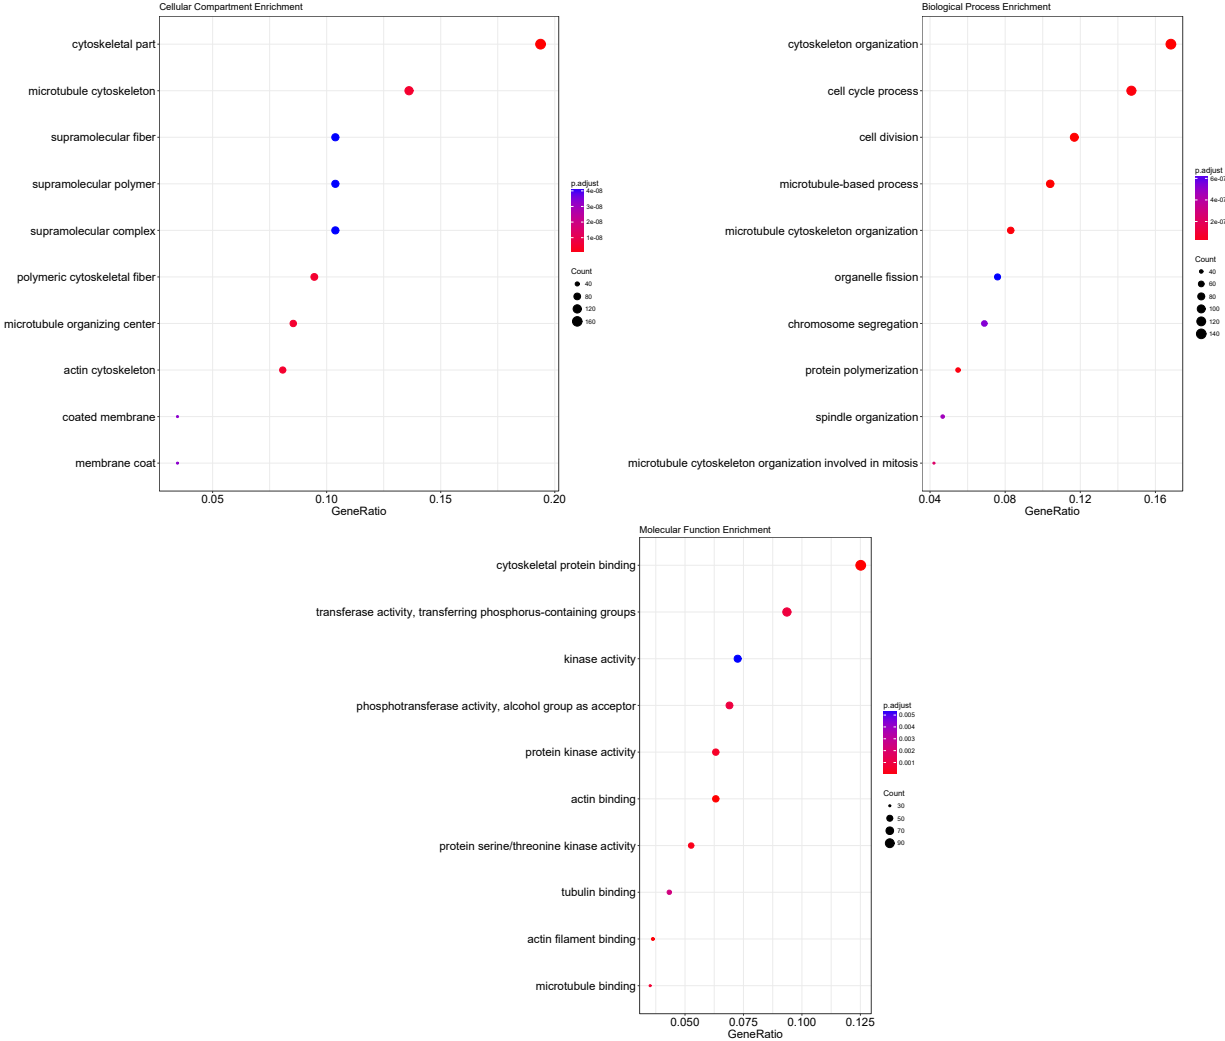 Cellular Compartment Enrichment
cytoskeletal part
microtubule cytoskeleton
supramolecular fiber
supramolecular polymer
supramolecular complex
polymeric cytoskeletal fiber
microtubule organizing center
actin cytoskeleton
coated membrane
membrane coat
0.05 0.10 0.15 0.20
GeneRatio
p.adjust
4e-08
3e-08
2e-08
1e-08
Count
40
80
120
160
Biological Process Enrichment
cytoskeleton organization
cell cycle process
cell division
microtubule-based process
microtubule cytoskeleton organization
organelle fission
chromosome segregation
protein polymerization
spindle organization
microtubule cytoskeleton organization involved in mitosis
0.04 0.08 0.12 0.16
GeneRatio
p.adjust
6e-07
4e-07
2e-07
Count
40
60
80
100
120
140
Molecular Function Enrichment
cytoskeletal protein binding
transferase activity, transferring phosphorus-containing groups
kinase activity
phosphotransferase activity, alcohol group as acceptor
protein kinase activity
actin binding
protein serine/threonine kinase activity
tubulin binding
actin filament binding
microtubule binding
0.050 0.075 0.100 0.125
GeneRatio
p.adjust
0.005
0.004
0.003
0.002
0.001
Count
30
50
70
90